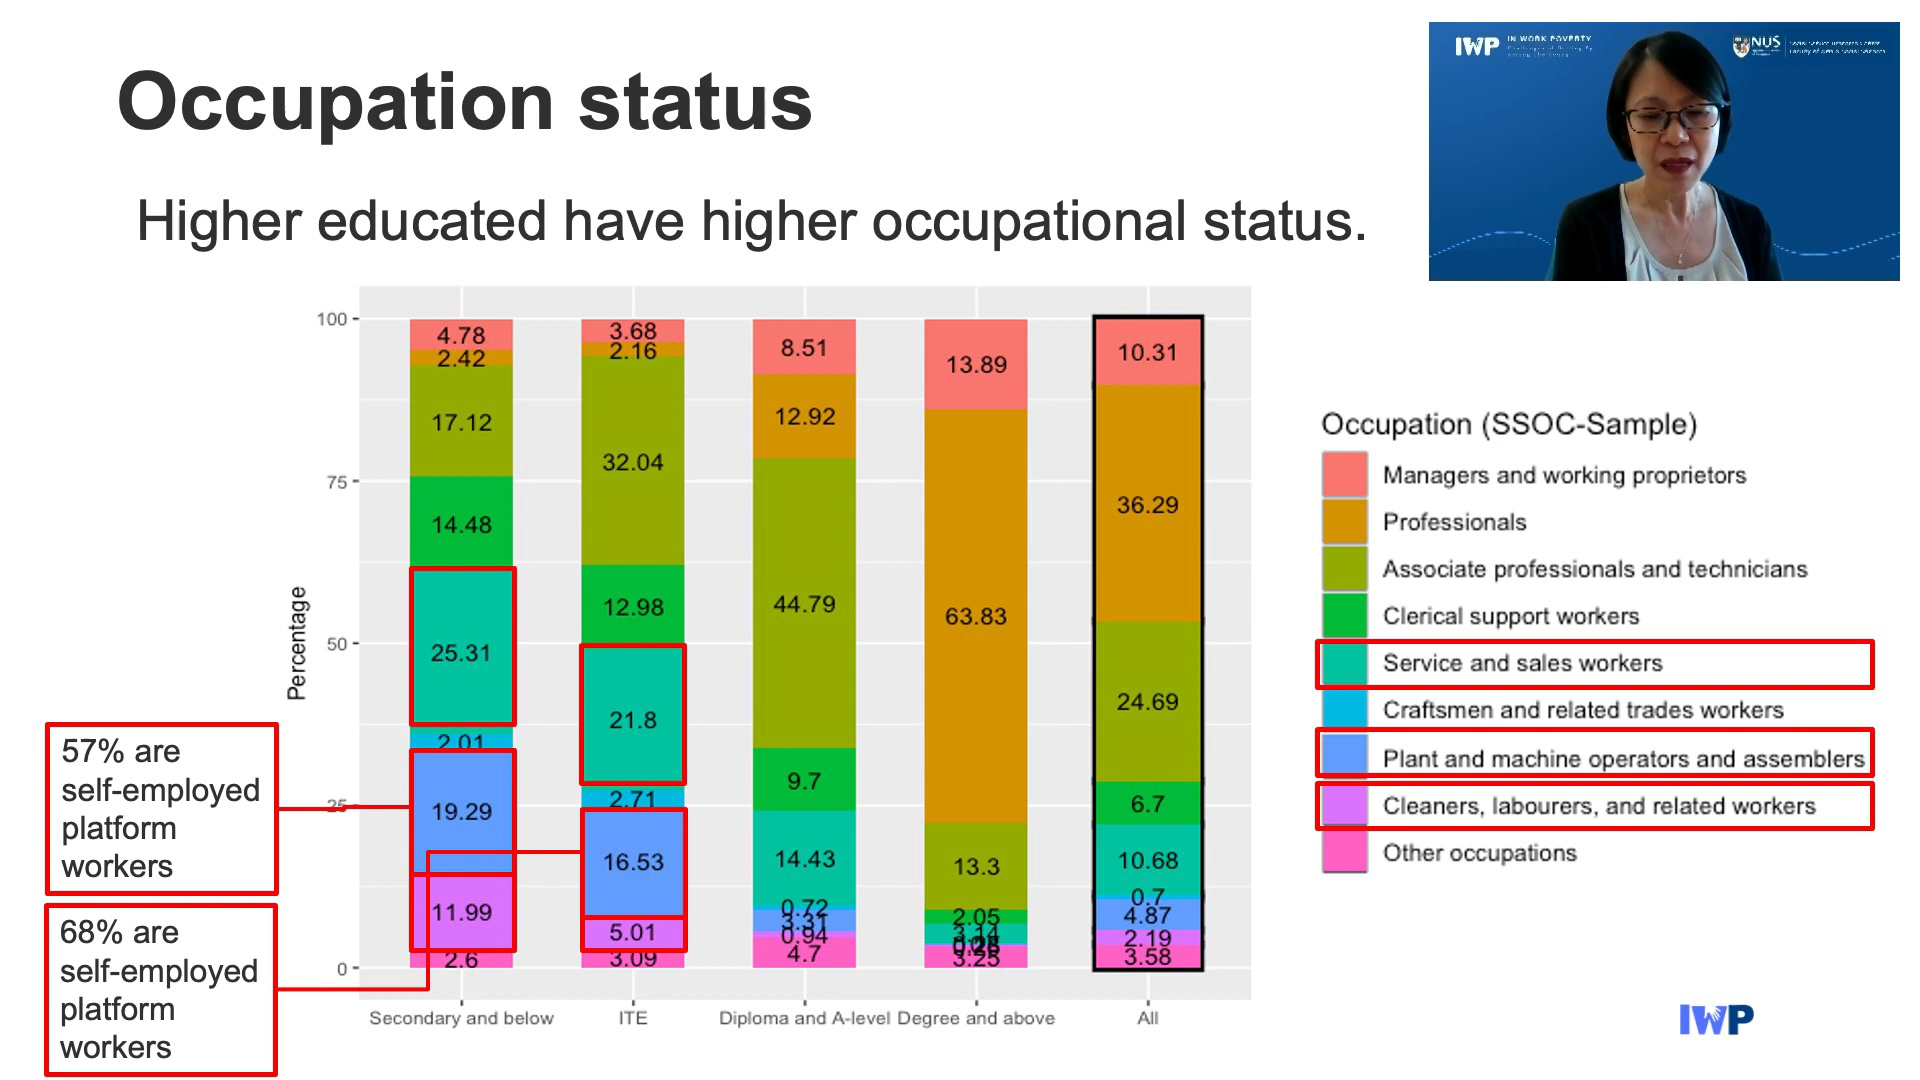 Occupation status
Higher educated have higher occupational status.
IWP
IN WORK POVERTY
NUS
Percentage
100
75
50
25
0
4.78
2.42
17.12
14.48
25.31
2.01
19.29
11.99
2.6
3.68
2.16
32.04
12.98
21.8
2.71
16.53
5.01
3.09
8.51
12.92
44.79
9.7
14.43
0.72
3.31
0.94
4.7
13.89
63.83
13.3
2.05
3.14
3.25
10.31
36.29
24.69
6.7
10.68
0.7
4.87
2.19
3.58
Secondary and below
ITE
Diploma and A-level
Degree and above
All
57% are
self-employed
platform
workers
68% are
self-employed
platform
workers
Occupation (SSOC-Sample)
Managers and working proprietors
Professionals
Associate professionals and technicians
Clerical support workers
Service and sales workers
Craftsmen and related trades workers
Plant and machine operators and assemblers
Cleaners, labourers, and related workers
Other occupations
IWP